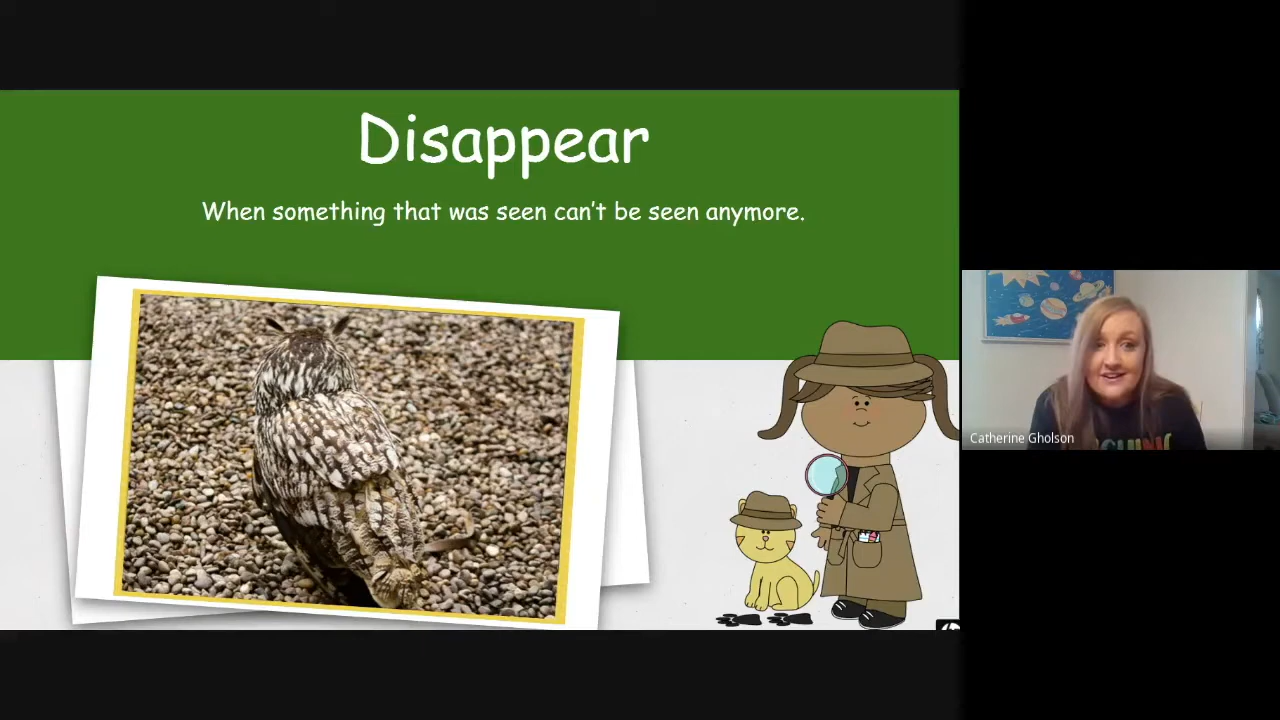 Disappear
When something that was seen can't be seen anymore.
Catherine Gholson